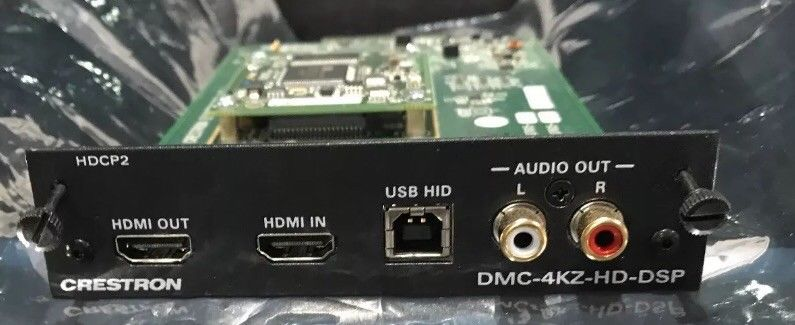 HDCP2
— AUDIO OUT —
L R
USB HID
HDMI OUT
HDMI IN
CRESTRON
DMC-4KZ-HD-DSP